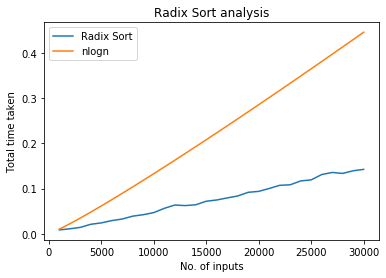 Radix Sort analysis
Radix Sort
nlogn
Total time taken
0.4
0.3
0.2
0.1
0.0
0 5000 10000 15000 20000 25000 30000
No. of inputs